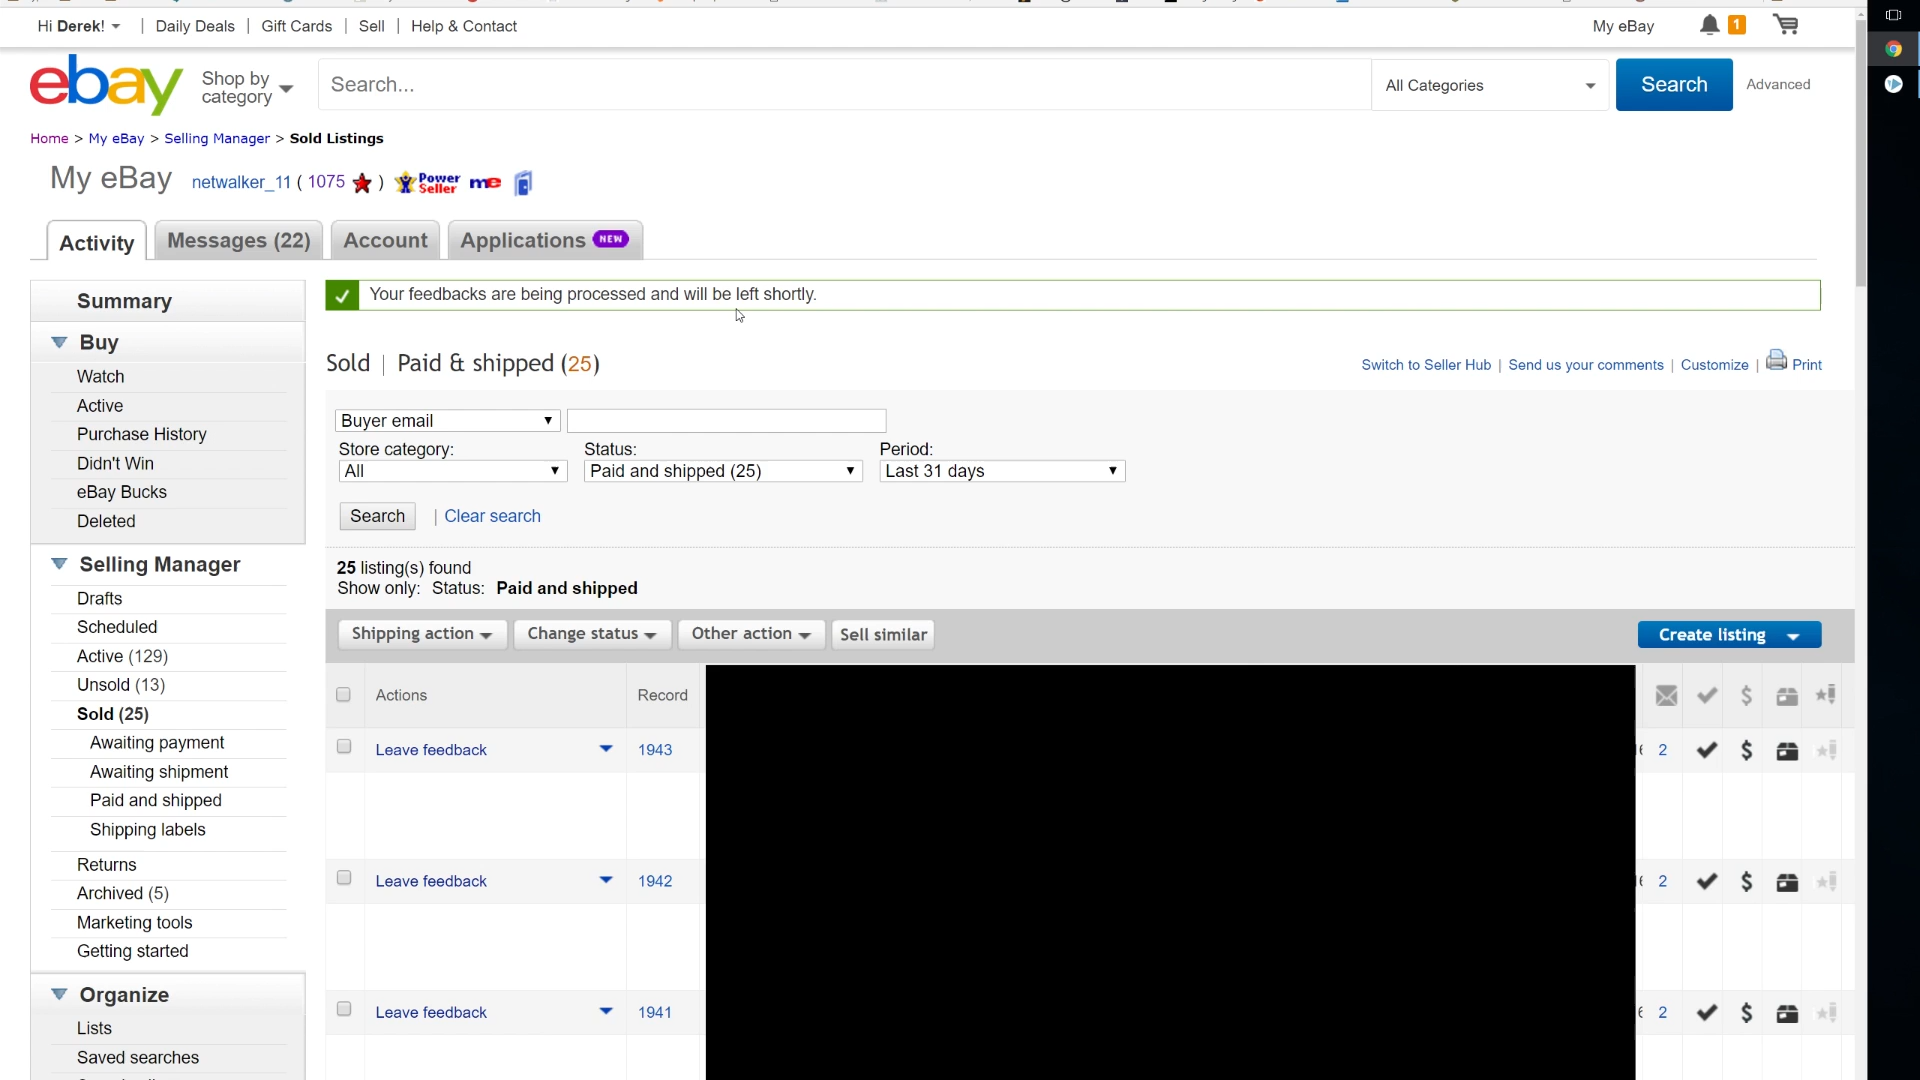 Hi Derek! | Daily Deals | Gift Cards | Sell | Help & Contact
My eBay 1
ebay Shop by category
Search...
All Categories
Search
Advanced
Home > My eBay > Selling Manager > Sold Listings
My eBay netwalker_11 ( 1075 ) Power Seller me
Activity
Messages (22)
Account
Applications NEW
Your feedbacks are being processed and will be left shortly.
Summary
Buy
Watch
Active
Purchase History
Didn't Win
eBay Bucks
Deleted
Selling Manager
Drafts
Scheduled
Active (129)
Unsold (13)
Sold (25)
Awaiting payment
Awaiting shipment
Paid and shipped
Shipping labels
Returns
Archived (5)
Marketing tools
Getting started
Organize
Lists
Saved searches
Sold | Paid & shipped (25)
Switch to Seller Hub | Send us your comments | Customize | Print
Buyer email
Store category: Status: Period:
All Paid and shipped (25) Last 31 days
Search | Clear search
25 listing(s) found
Show only: Status: Paid and shipped
Shipping action Change status Other action Sell similar Create listing
Actions Record
Leave feedback 1943 2 $
Leave feedback 1942 2 $
Leave feedback 1941 2 $